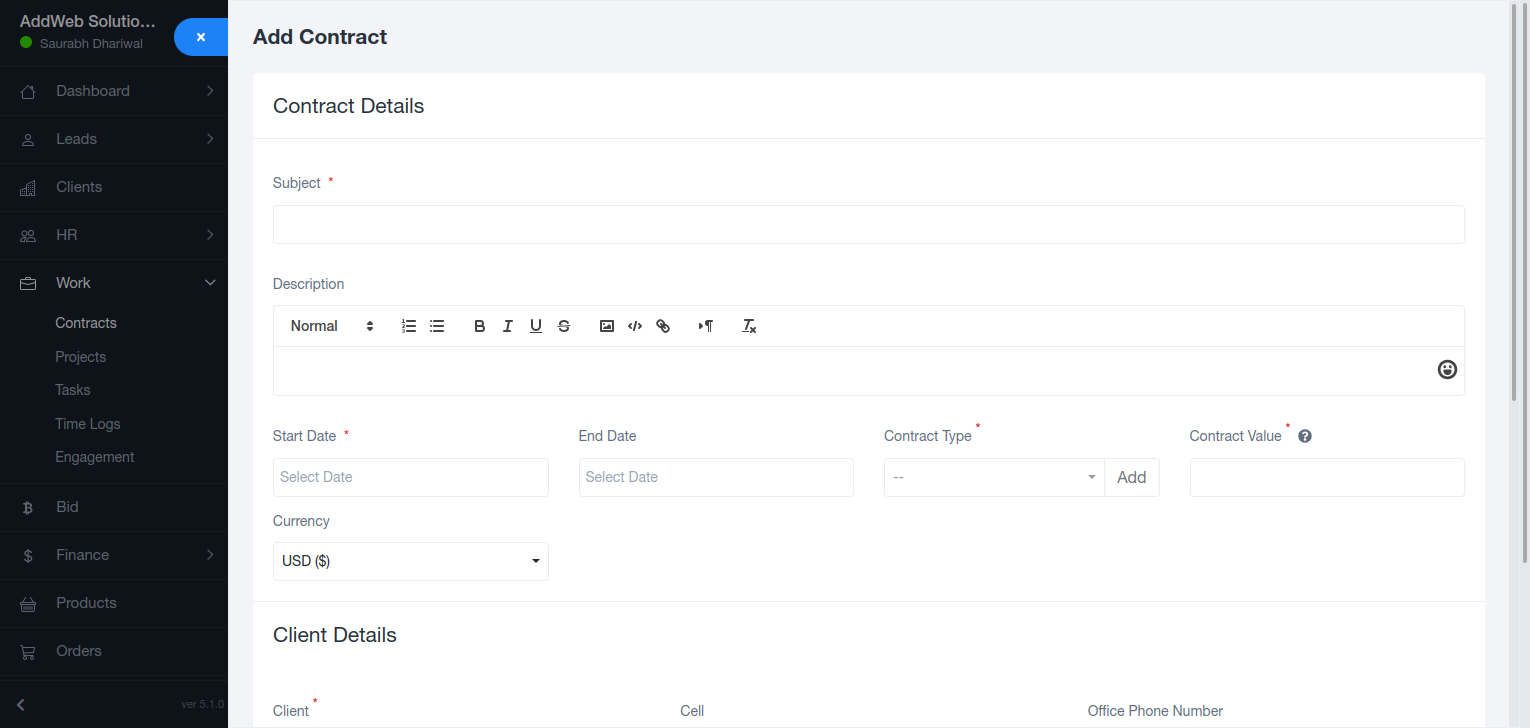 AddWeb Solutio...
Saurabh Dhariwal
×
Dashboard
Leads
Clients
HR
Work
Contracts
Projects
Tasks
Time Logs
Engagement
Bid
Finance
Products
Orders
ver 5.1.0
Add Contract
Contract Details
Subject *
Description
Normal
Start Date * End Date Contract Type * Contract Value *
Select Date Select Date -- Add
Currency
USD ($)
Client Details
Client * Cell Office Phone Number